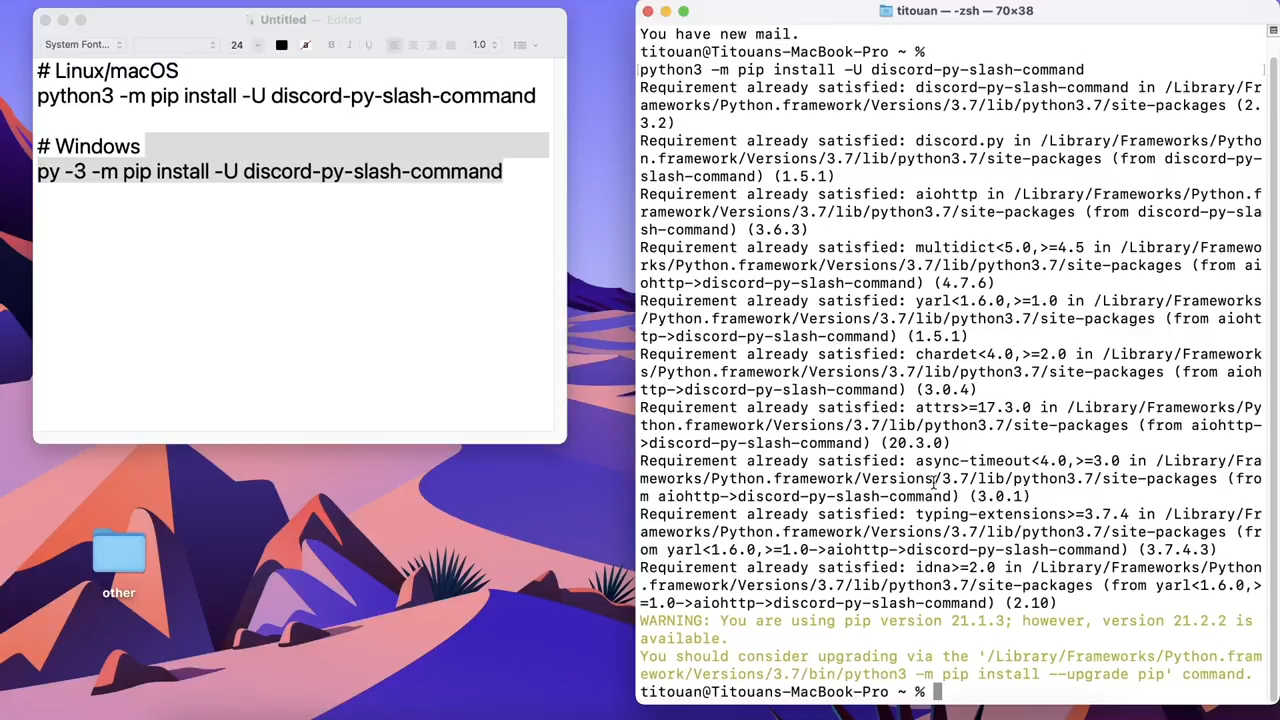 Untitled — Edited
System Font...
24
a
B
I
U
1.0
# Linux/macOS
python3 -m pip install -U discord-py-slash-command
# Windows
py -3 -m pip install -U discord-py-slash-command
other
titouan — -zsh — 70×38
You have new mail.
titouan@Titouans-MacBook-Pro ~ %
python3 -m pip install -U discord-py-slash-command
Requirement already satisfied: discord-py-slash-command in /Library/Fr
ameworks/Python.framework/Versions/3.7/lib/python3.7/site-packages (2.
3.2)
Requirement already satisfied: discord.py in /Library/Frameworks/Pytho
n.framework/Versions/3.7/lib/python3.7/site-packages (from discord-py-
slash-command) (1.5.1)
Requirement already satisfied: aiohttp in /Library/Frameworks/Python.f
ramework/Versions/3.7/lib/python3.7/site-packages (from discord-py-sla
sh-command) (3.6.3)
Requirement already satisfied: multidict<5.0,>=4.5 in /Library/Framewo
rks/Python.framework/Versions/3.7/lib/python3.7/site-packages (from ai
ohttp->discord-py-slash-command) (4.7.6)
Requirement already satisfied: yarl<1.6.0,>=1.0 in /Library/Frameworks
/Python.framework/Versions/3.7/lib/python3.7/site-packages (from aioht
tp->discord-py-slash-command) (1.5.1)
Requirement already satisfied: chardet<4.0,>=2.0 in /Library/Framework
s/Python.framework/Versions/3.7/lib/python3.7/site-packages (from aioh
ttp->discord-py-slash-command) (3.0.4)
Requirement already satisfied: attrs>=17.3.0 in /Library/Frameworks/Py
thon.framework/Versions/3.7/lib/python3.7/site-packages (from aiohttp-
>discord-py-slash-command) (20.3.0)
Requirement already satisfied: async-timeout<4.0,>=3.0 in /Library/Fra
meworks/Python.framework/Versions/3.7/lib/python3.7/site-packages (fro
m aiohttp->discord-py-slash-command) (3.0.1)
Requirement already satisfied: typing-extensions>=3.7.4 in /Library/Fr
ameworks/Python.framework/Versions/3.7/lib/python3.7/site-packages (fr
om yarl<1.6.0,>=1.0->aiohttp->discord-py-slash-command) (3.7.4.3)
Requirement already satisfied: idna>=2.0 in /Library/Frameworks/Python
.framework/Versions/3.7/lib/python3.7/site-packages (from yarl<1.6.0,>
=1.0->aiohttp->discord-py-slash-command) (2.10)
WARNING: You are using pip version 21.1.3; however, version 21.2.2 is
available.
You should consider upgrading via the '/Library/Frameworks/Python.fram
ework/Versions/3.7/bin/python3 -m pip install --upgrade pip' command.
titouan@Titouans-MacBook-Pro ~ %